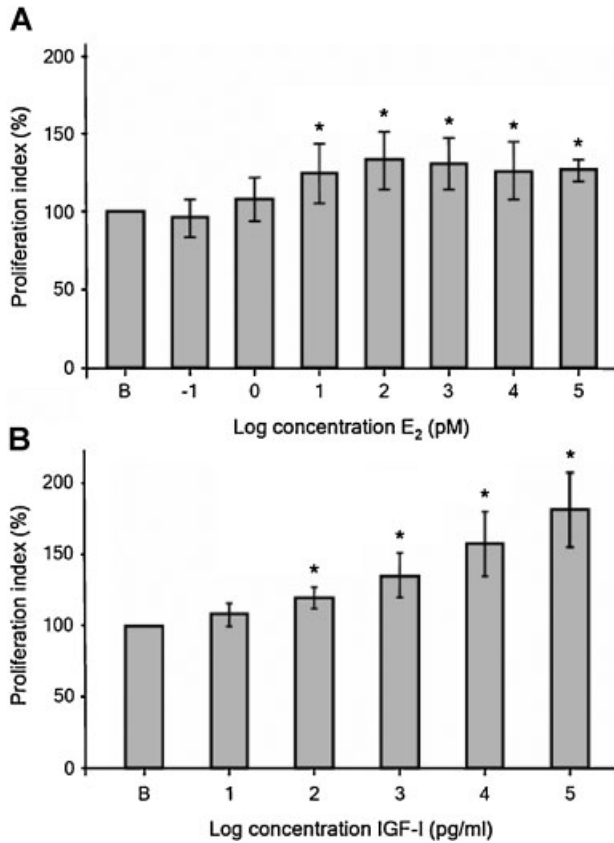 A
200
150
100
50
0
* * * * *
Proliferation index (%)
B -1 0 1 2 3 4 5
Log concentration E₂ (pM)
B
200
150
100
50
0
* * * *
Proliferation index (%)
B 1 2 3 4 5
Log concentration IGF-I (pg/ml)